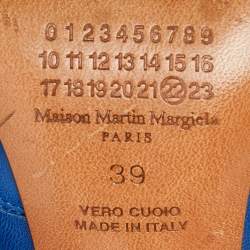 0 1 2 3 4 5 6 7 8 9
10 11 12 13 14 15 16
17 18 19 20 21 22 23
Maison Martin Margiela
PARIS
39
VERO CUOIO
MADE IN ITALY